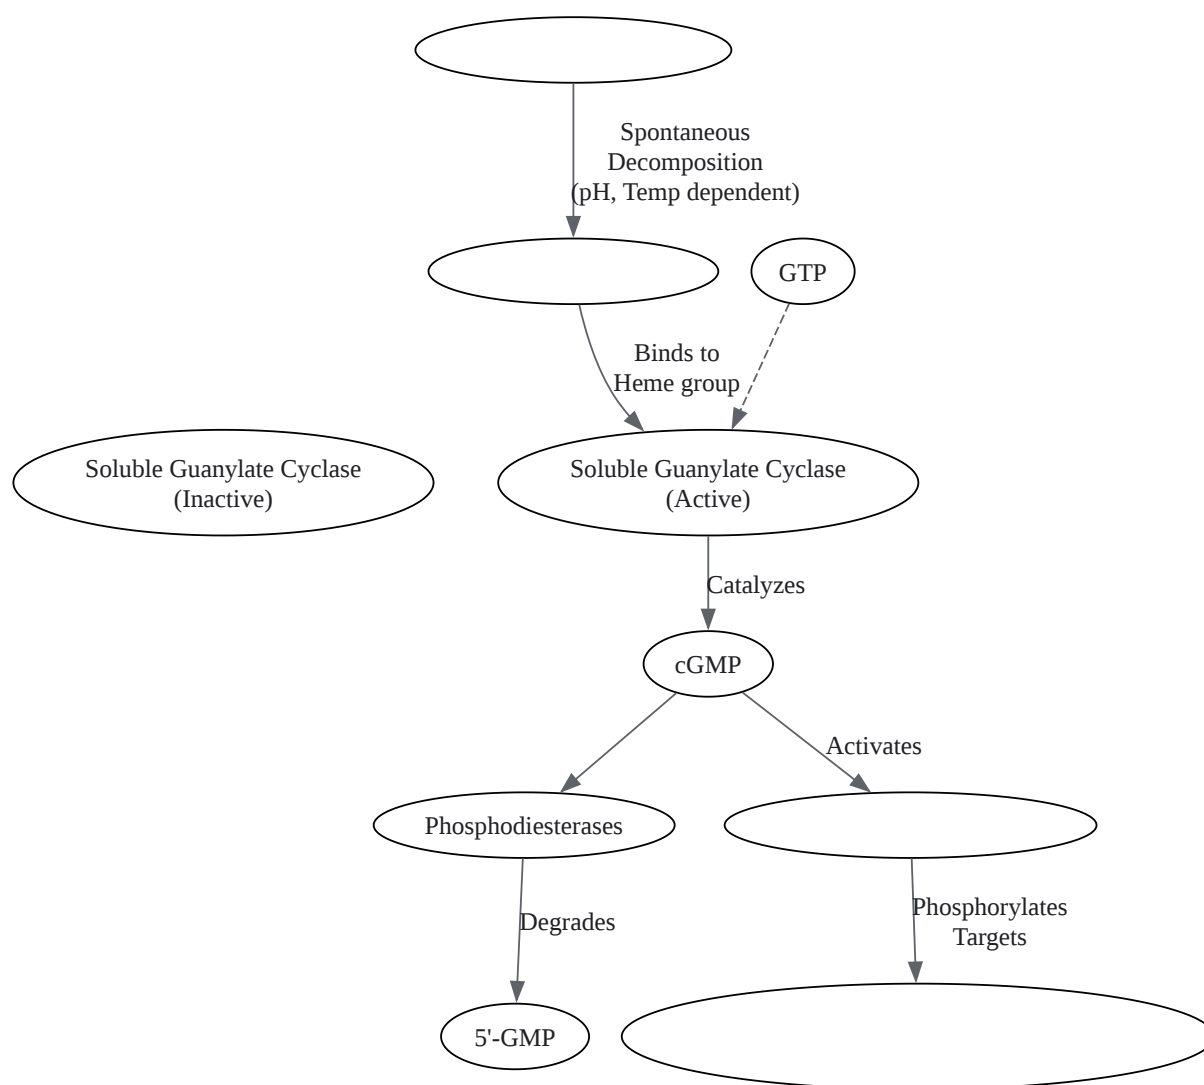 Spontaneous
Decomposition
(pH, Temp dependent)
GTP
Binds to
Heme group
Soluble Guanylate Cyclase
(Inactive)
Soluble Guanylate Cyclase
(Active)
Catalyzes
cGMP
Activates
Phosphodiesterases
Degrades
Phosphorylates
Targets
5'-GMP